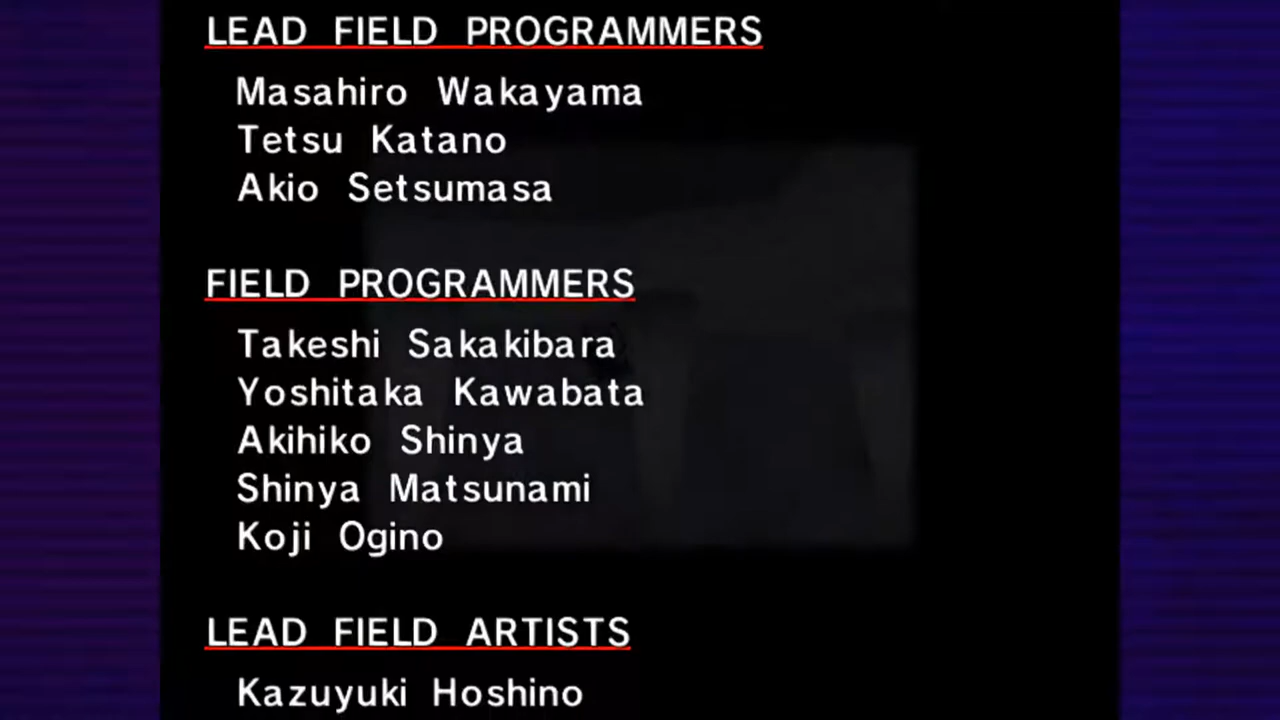 LEAD FIELD PROGRAMMERS
Masahiro Wakayama
Tetsu Katano
Akio Setsumasa
FIELD PROGRAMMERS
Takeshi Sakakibara
Yoshitaka Kawabata
Akihiko Shinya
Shinya Matsunami
Koji Ogino
LEAD FIELD ARTISTS
Kazuyuki Hoshino